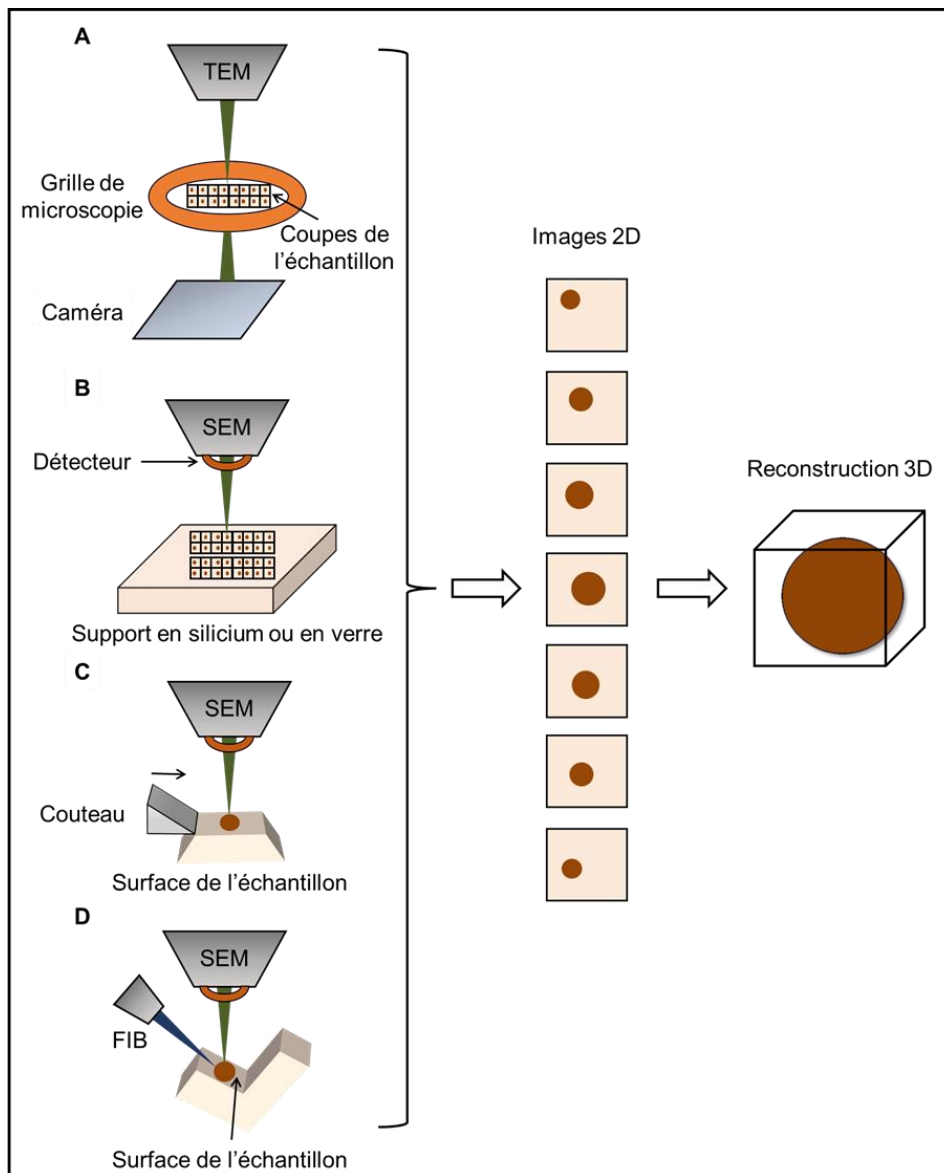 A
TEM
Grille de
microscopie
Coupes de
l'échantillon
Caméra
B
SEM
Détecteur
Support en silicium ou en verre
C
SEM
Couteau
Surface de l'échantillon
D
SEM
FIB
Surface de l'échantillon
Images 2D
Reconstruction 3D